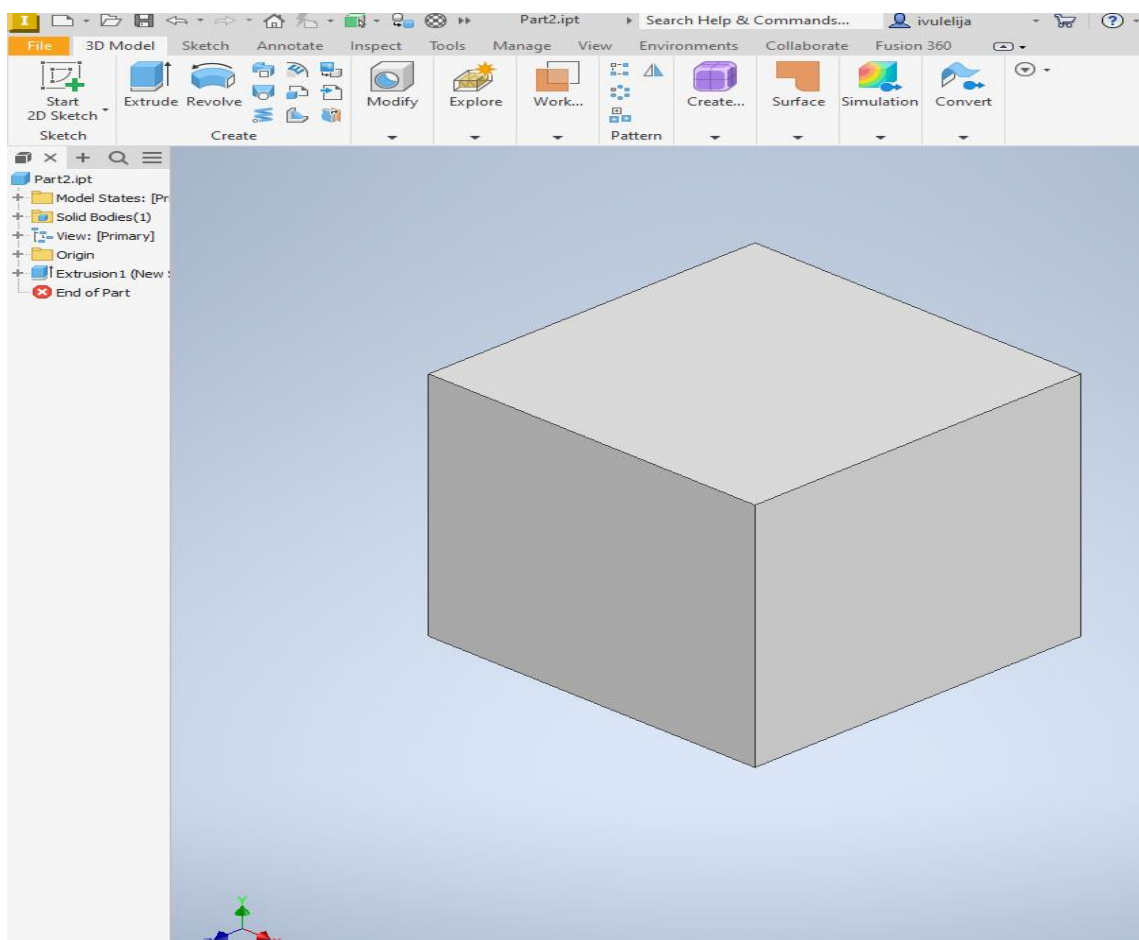 I Part2.ipt Search Help & Commands... ivulelija ?
File 3D Model Sketch Annotate Inspect Tools Manage View Environments Collaborate Fusion 360
Start 2D Sketch
Extrude
Revolve
Modify
Explore
Work...
Create...
Surface
Simulation
Convert
Sketch Create Pattern
Part2.ipt
Model States: [Pr
Solid Bodies(1)
View: [Primary]
Origin
Extrusion1 (New
End of Part
Y